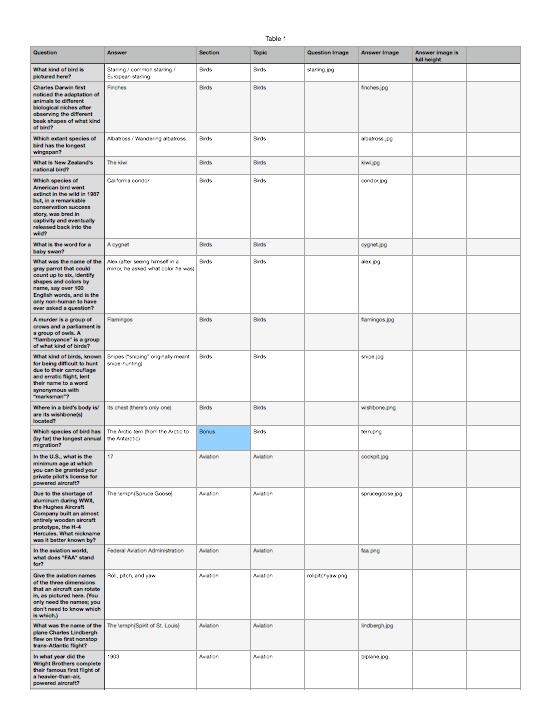 Table 1
Question Answer Section Topic Question Image Answer Image Answer image is
full height
What kind of bird is Starling / common starling / Birds Birds starling.jpg
pictured here? European starling
Charles Darwin first Finches Birds Birds finches.jpg
noticed the adaptation of
animals to different
biological niches after
observing the different
beak shapes of what kind
of bird?
Which extant species of Albatross / Wandering albatross Birds Birds albatross.jpg
bird has the longest
wingspan?
What is New Zealand's The kiwi Birds Birds kiwi.jpg
national bird?
Which species of California condor Birds Birds condor.jpg
American bird went
extinct in the wild in 1987
but, in a remarkable
conservation success
story, was bred in
captivity and eventually
released back into the
wild?
What is the word for a A cygnet Birds Birds cygnet.jpg
baby swan?
What was the name of the Alex (after seeing himself in a Birds Birds alex.jpg
gray parrot that could mirror, he asked what color he was)
count up to six, identify
shapes and colors by
name, say over 100
English words, and is the
only non-human to have
ever asked a question?
A murder is a group of Flamingos Birds Birds flamingos.jpg
crows and a parliament is
a group of owls. A
"flamboyance" is a group
of what kind of birds?
What kind of birds, known Snipes ("sniping" originally meant Birds Birds snipe.jpg
for being difficult to hunt snipe-hunting)
due to their camouflage
and erratic flight, lent
their name to a word
synonymous with
"marksman"?
Where in a bird's body is/ Its chest (there's only one) Birds Birds wishbone.png
are its wishbone(s)
located?
Which species of bird has The Arctic tern (from the Arctic to Bonus Birds tern.png
(by far) the longest annual the Antarctic)
migration?
In the U.S., what is the 17 Aviation Aviation cockpit.jpg
minimum age at which
you can be granted your
private pilot's license for
powered aircraft?
Due to the shortage of The \emph{Spruce Goose} Aviation Aviation sprucegoose.jpg
aluminum during WWII,
the Hughes Aircraft
Company built an almost
entirely wooden aircraft
prototype, the H-4
Hercules. What nickname
was it better known by?
In the aviation world, Federal Aviation Administration Aviation Aviation faa.png
what does "FAA" stand
for?
Give the aviation names Roll, pitch, and yaw Aviation Aviation rollpitchyaw.png
of the three dimensions
that an aircraft can rotate
in, as pictured here. (You
only need the names; you
don't need to know which
is which.)
What was the name of the The \emph{Spirit of St. Louis} Aviation Aviation lindbergh.jpg
plane Charles Lindbergh
flew on the first nonstop
trans-Atlantic flight?
In what year did the 1903 Aviation Aviation biplane.jpg
Wright Brothers complete
their famous first flight of
a heavier-than-air,
powered aircraft?